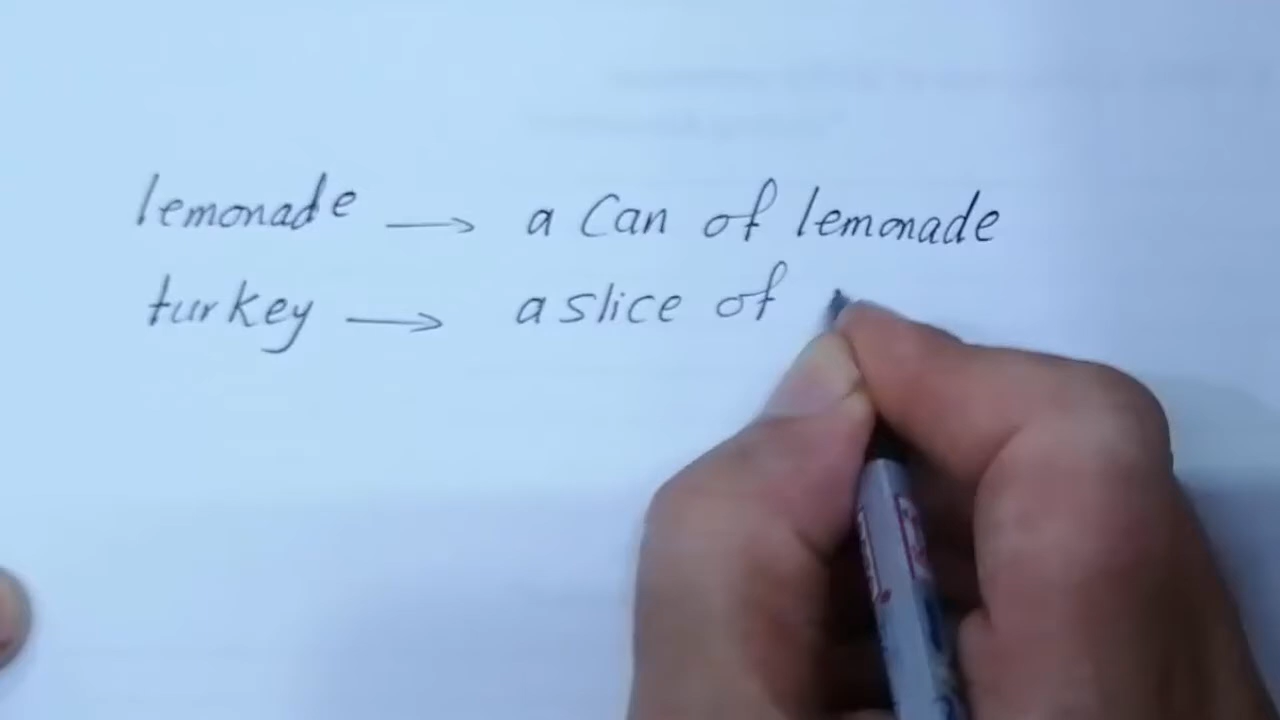 lemonade → a Can of lemonade
turkey → a slice of